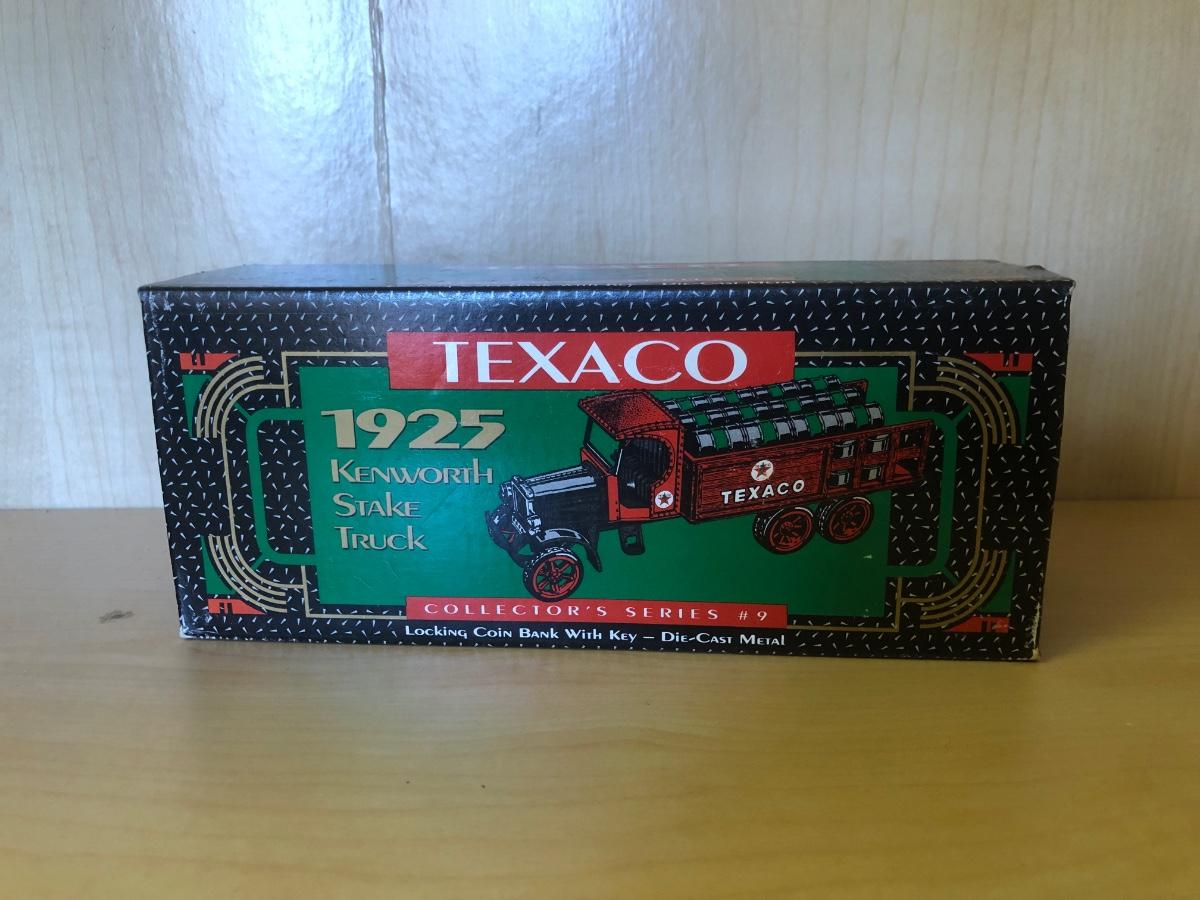 TEXACO
1925
KENWORTH
STAKE
TRUCK
TEXACO
COLLECTOR'S SERIES #9
LOCKING COIN BANK WITH KEY – DIE-CAST METAL